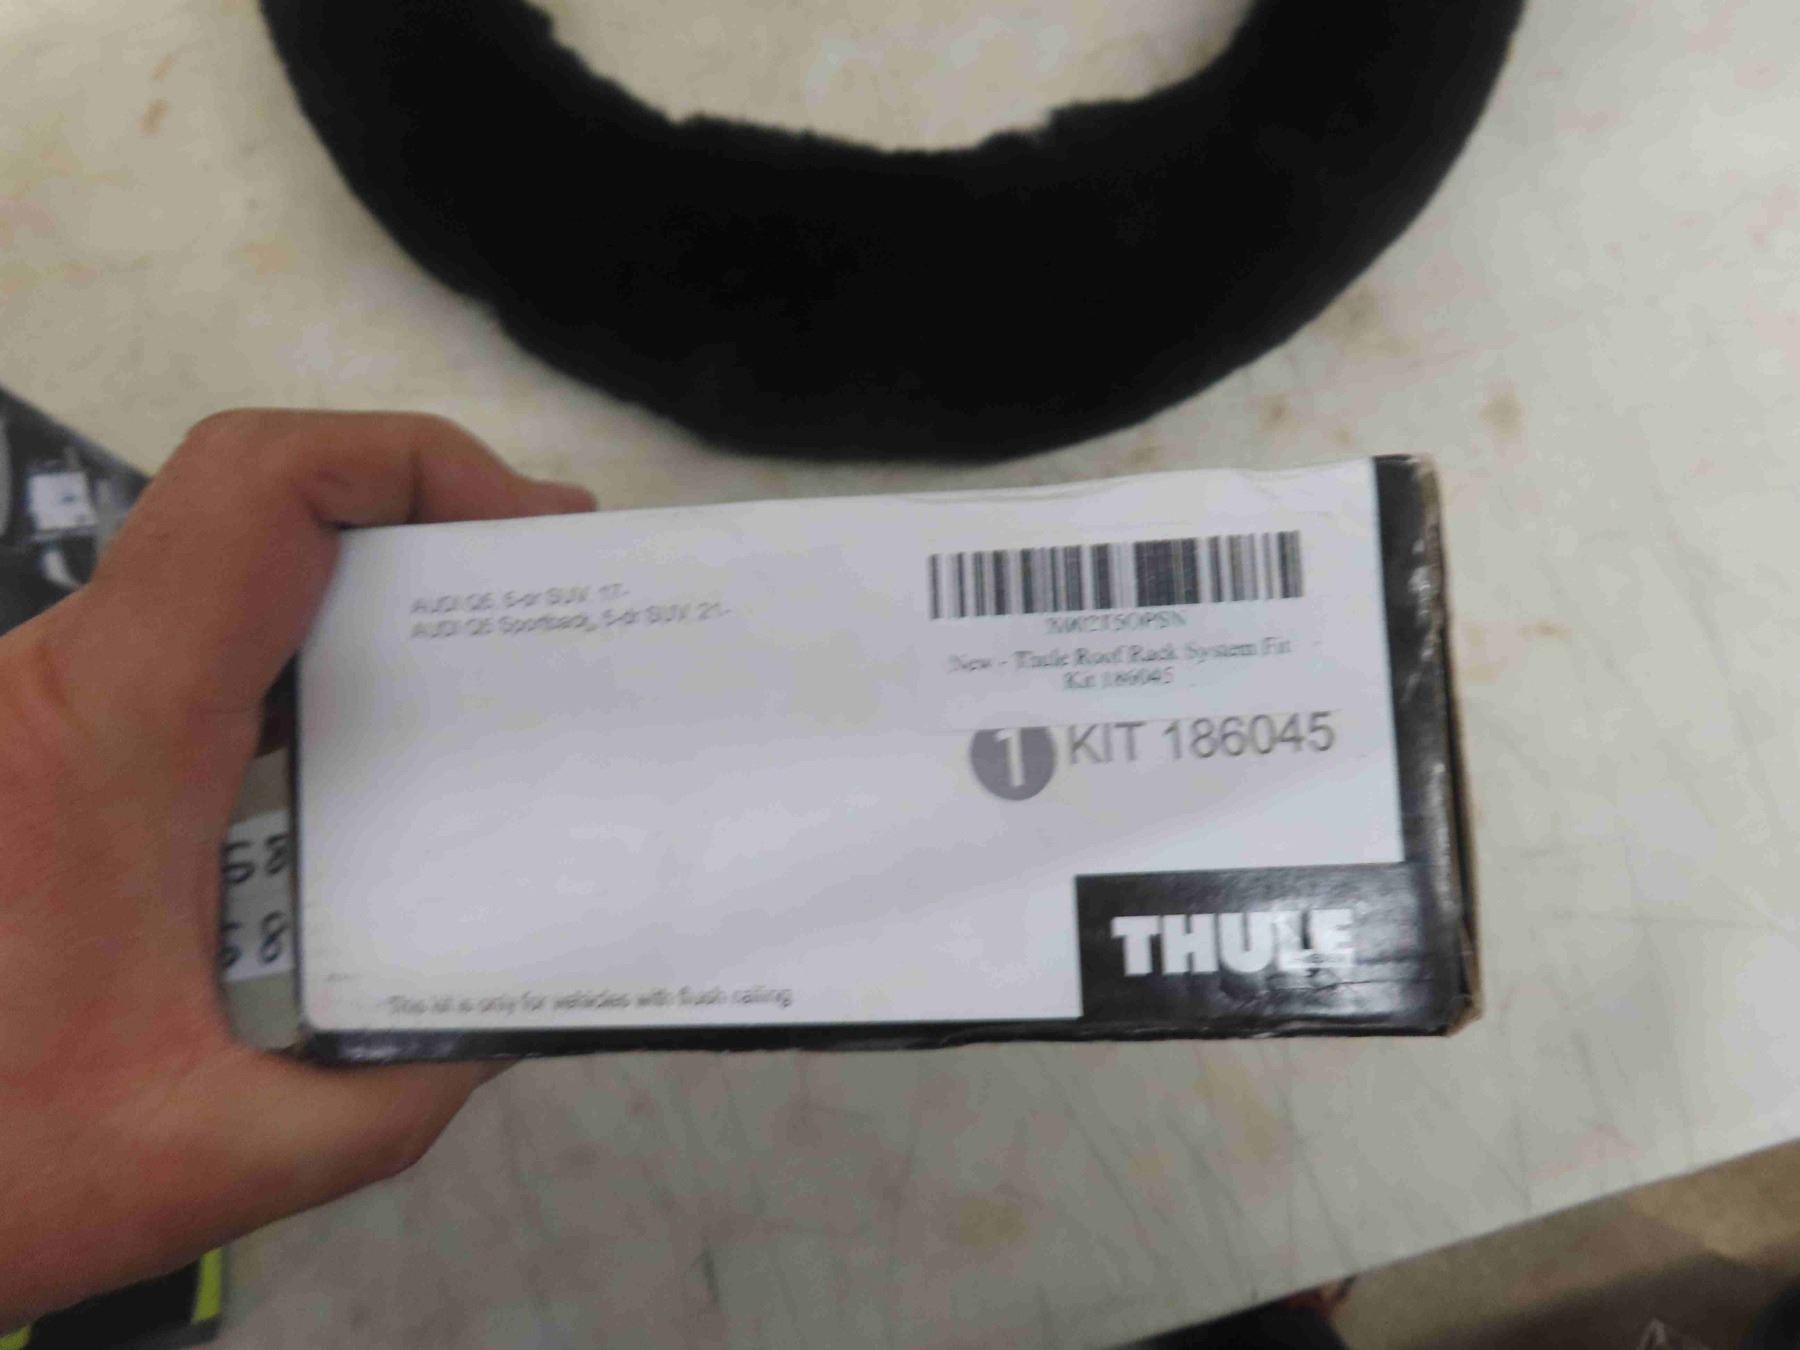 AUDI Q5, 5-dr SUV, 17-
AUDI Q5 Sportback, 5-dr SUV, 21-
New - Thule Roof Rack System Fit
Kit 186045
1 KIT 186045
THULE
This kit is only for vehicles with flush railing